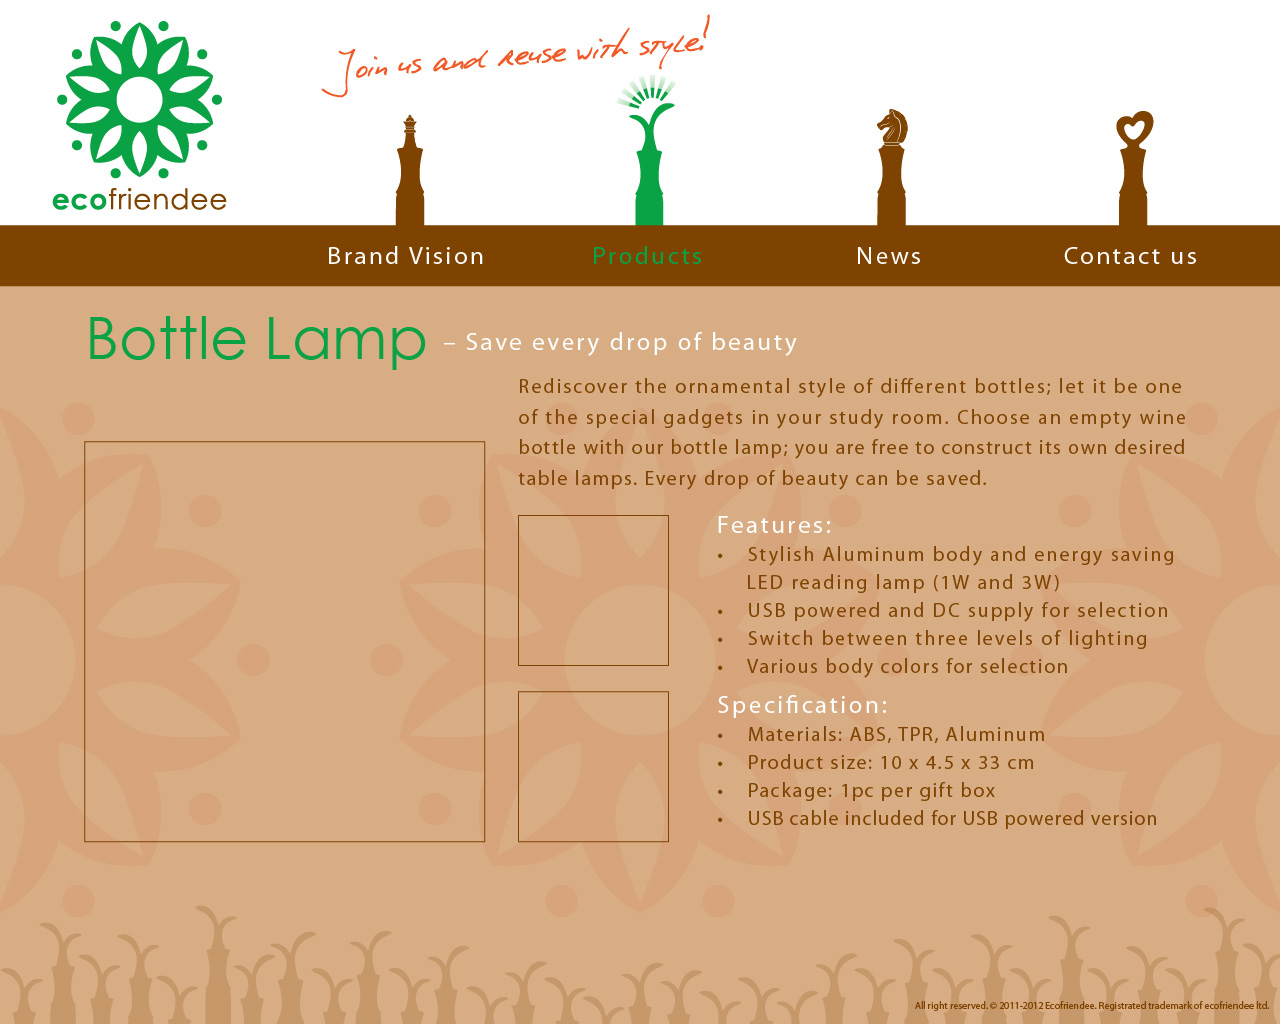 Join us and reuse with style!
ecofriendee
Brand Vision
Products
News
Contact us
Bottle Lamp – Save every drop of beauty
Rediscover the ornamental style of different bottles; let it be one
of the special gadgets in your study room. Choose an empty wine
bottle with our bottle lamp; you are free to construct its own desired
table lamps. Every drop of beauty can be saved.
Features:
• Stylish Aluminum body and energy saving
LED reading lamp (1W and 3W)
• USB powered and DC supply for selection
• Switch between three levels of lighting
• Various body colors for selection
Specification:
• Materials: ABS, TPR, Aluminum
• Product size: 10 x 4.5 x 33 cm
• Package: 1pc per gift box
• USB cable included for USB powered version
All right reserved. © 2011-2012 Ecofriendee. Registrated trademark of ecofriendee ltd.